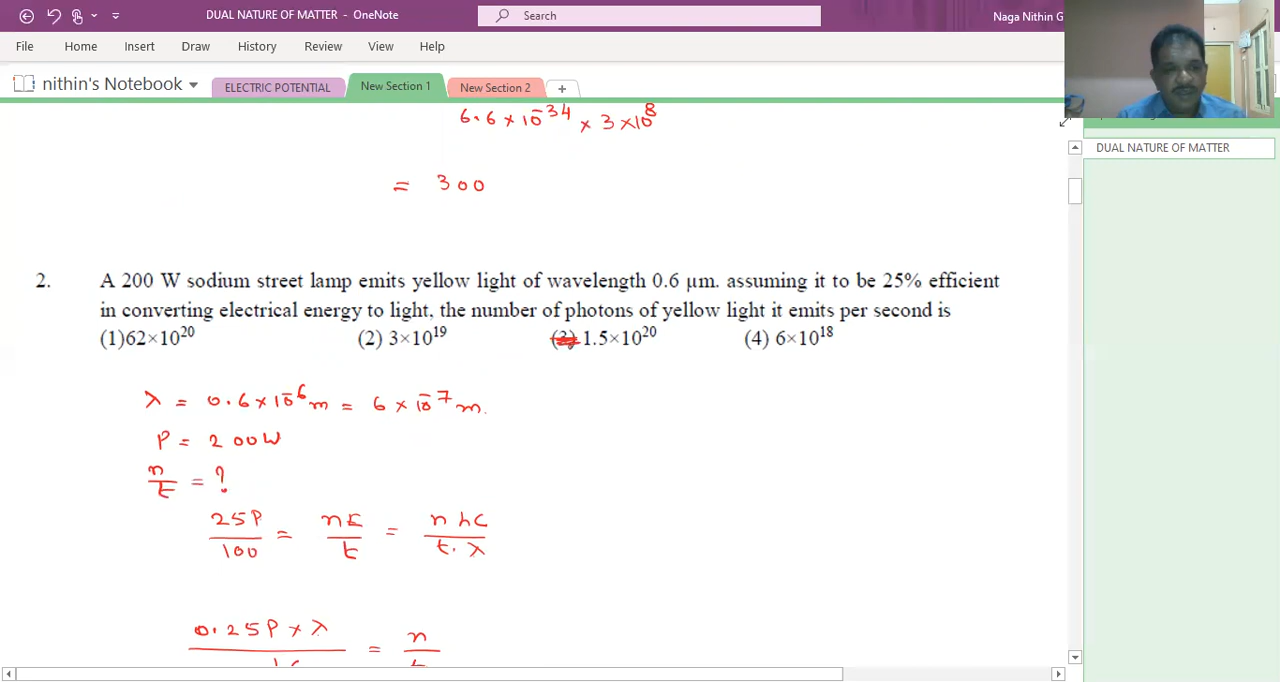 DUAL NATURE OF MATTER - OneNote
Search
Naga Nithin G
File Home Insert Draw History Review View Help
nithin's Notebook ELECTRIC POTENTIAL New Section 1 New Section 2
DUAL NATURE OF MATTER
6.6 × 10⁻³⁴ × 3 × 10⁸
= 300
2. A 200 W sodium street lamp emits yellow light of wavelength 0.6 µm. assuming it to be 25% efficient
in converting electrical energy to light, the number of photons of yellow light it emits per second is
(1)62×10²⁰ (2) 3×10¹⁹ (3) 1.5×10²⁰ (4) 6×10¹⁸
λ = 0.6 × 10⁻⁶ m = 6 × 10⁻⁷ m.
P = 200W
n/t = ?
25P/100 = nE/t = nhC/t.λ
0.25P × λ/hC = n/t